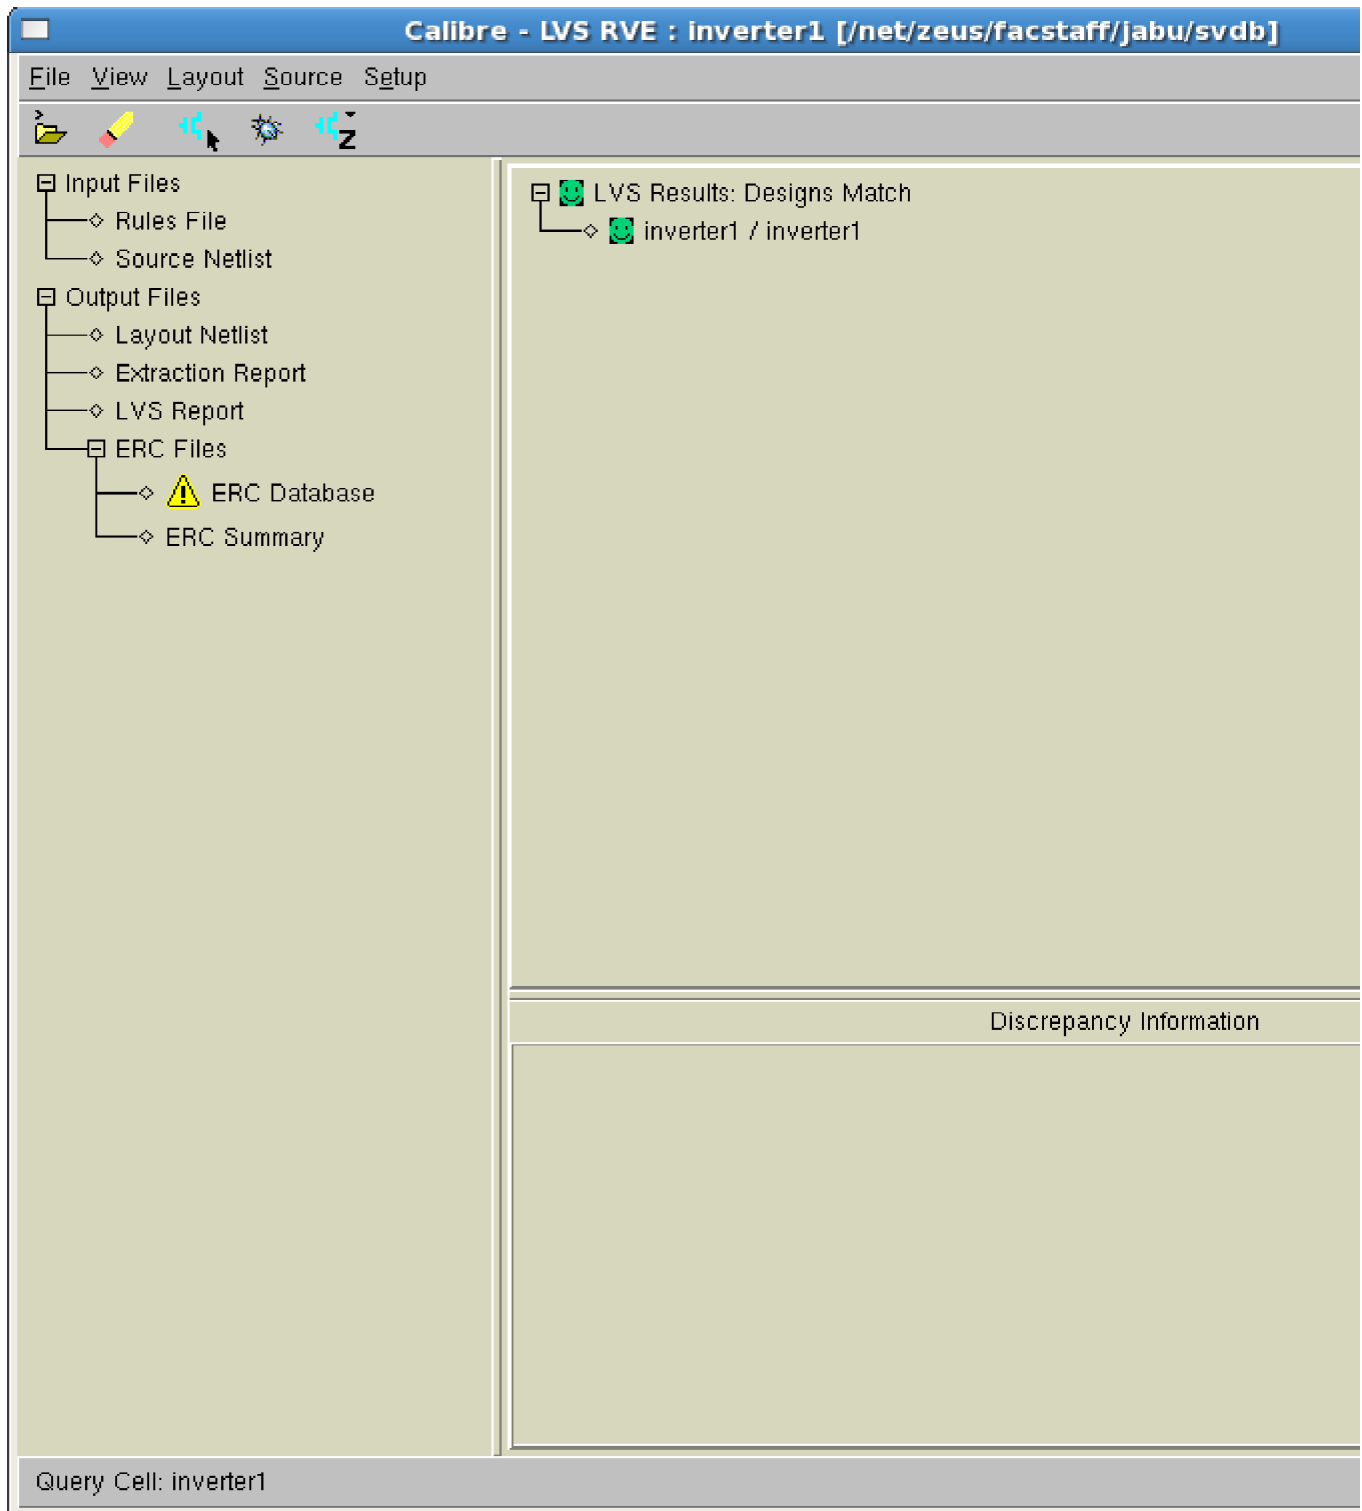 Calibre - LVS RVE : inverter1 [/net/zeus/facstaff/jabu/svdb]
File View Layout Source Setup
Input Files
Rules File
Source Netlist
Output Files
Layout Netlist
Extraction Report
LVS Report
ERC Files
ERC Database
ERC Summary
LVS Results: Designs Match
inverter1 / inverter1
Discrepancy Information
Query Cell: inverter1